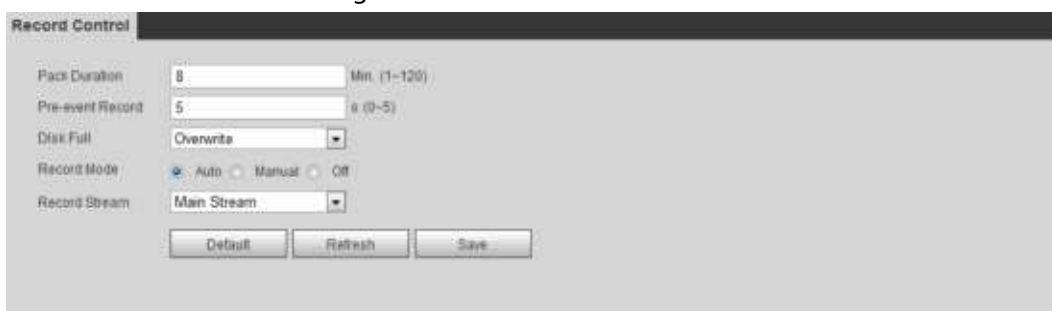 Record Control
Pack Duration 8 Min. (1~120)
Pre-event Record 5 s (0~5)
Disk Full Overwrite
Record Mode Auto Manual Off
Record Stream Main Stream
Default Refresh Save